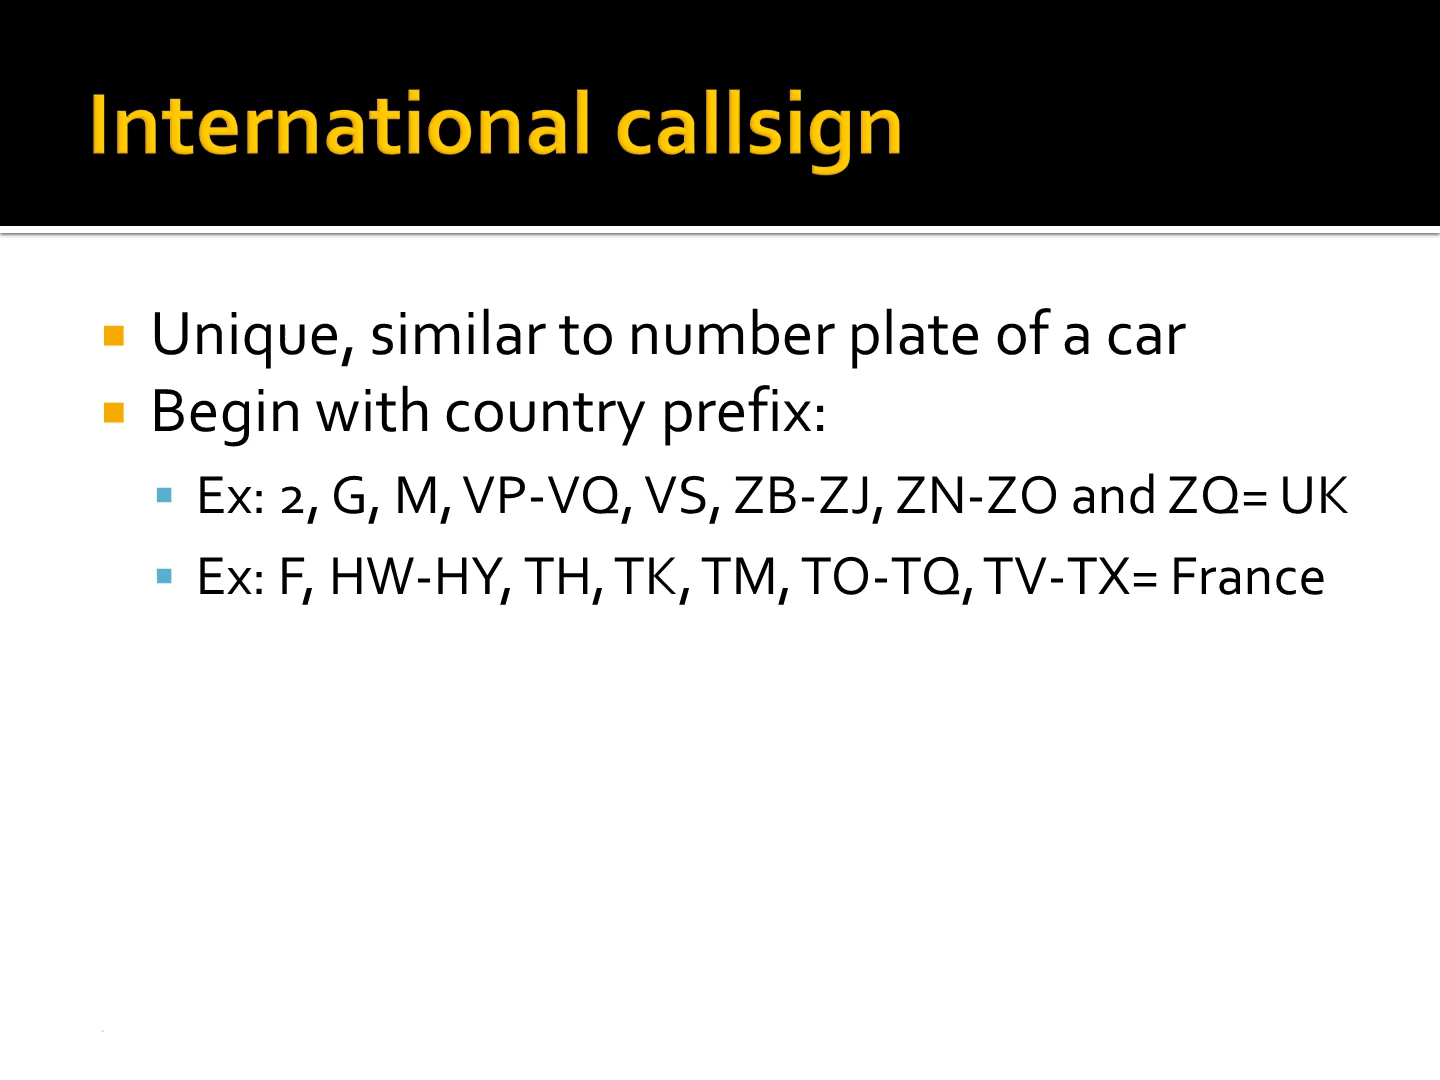 International callsign
Unique, similar to number plate of a car
Begin with country prefix:
Ex: 2, G, M, VP-VQ, VS, ZB-ZJ, ZN-ZO and ZQ= UK
Ex: F, HW-HY, TH, TK, TM, TO-TQ, TV-TX= France